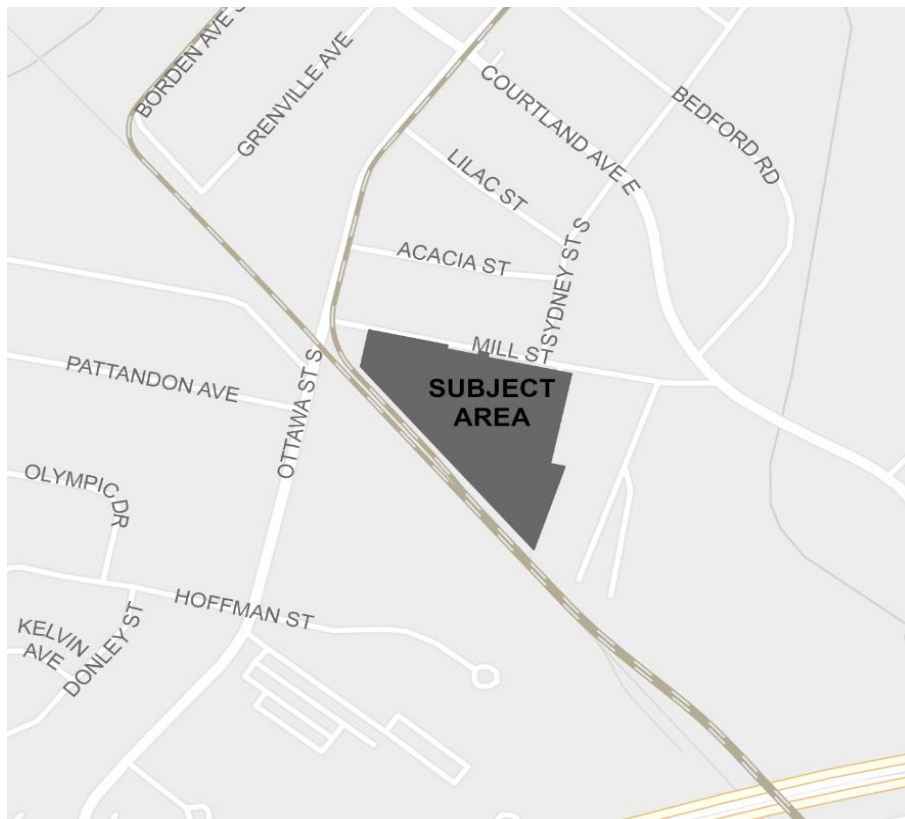 BORDEN AVE S
GRENVILLE AVE
COURTLAND AVE E
BEDFORD RD
LILAC ST
ACACIA ST
SYDNEY ST S
MILL ST
SUBJECT
AREA
PATTANDON AVE
OTTAWA ST S
OLYMPIC DR
HOFFMAN ST
KELVIN
AVE
DONLEY ST